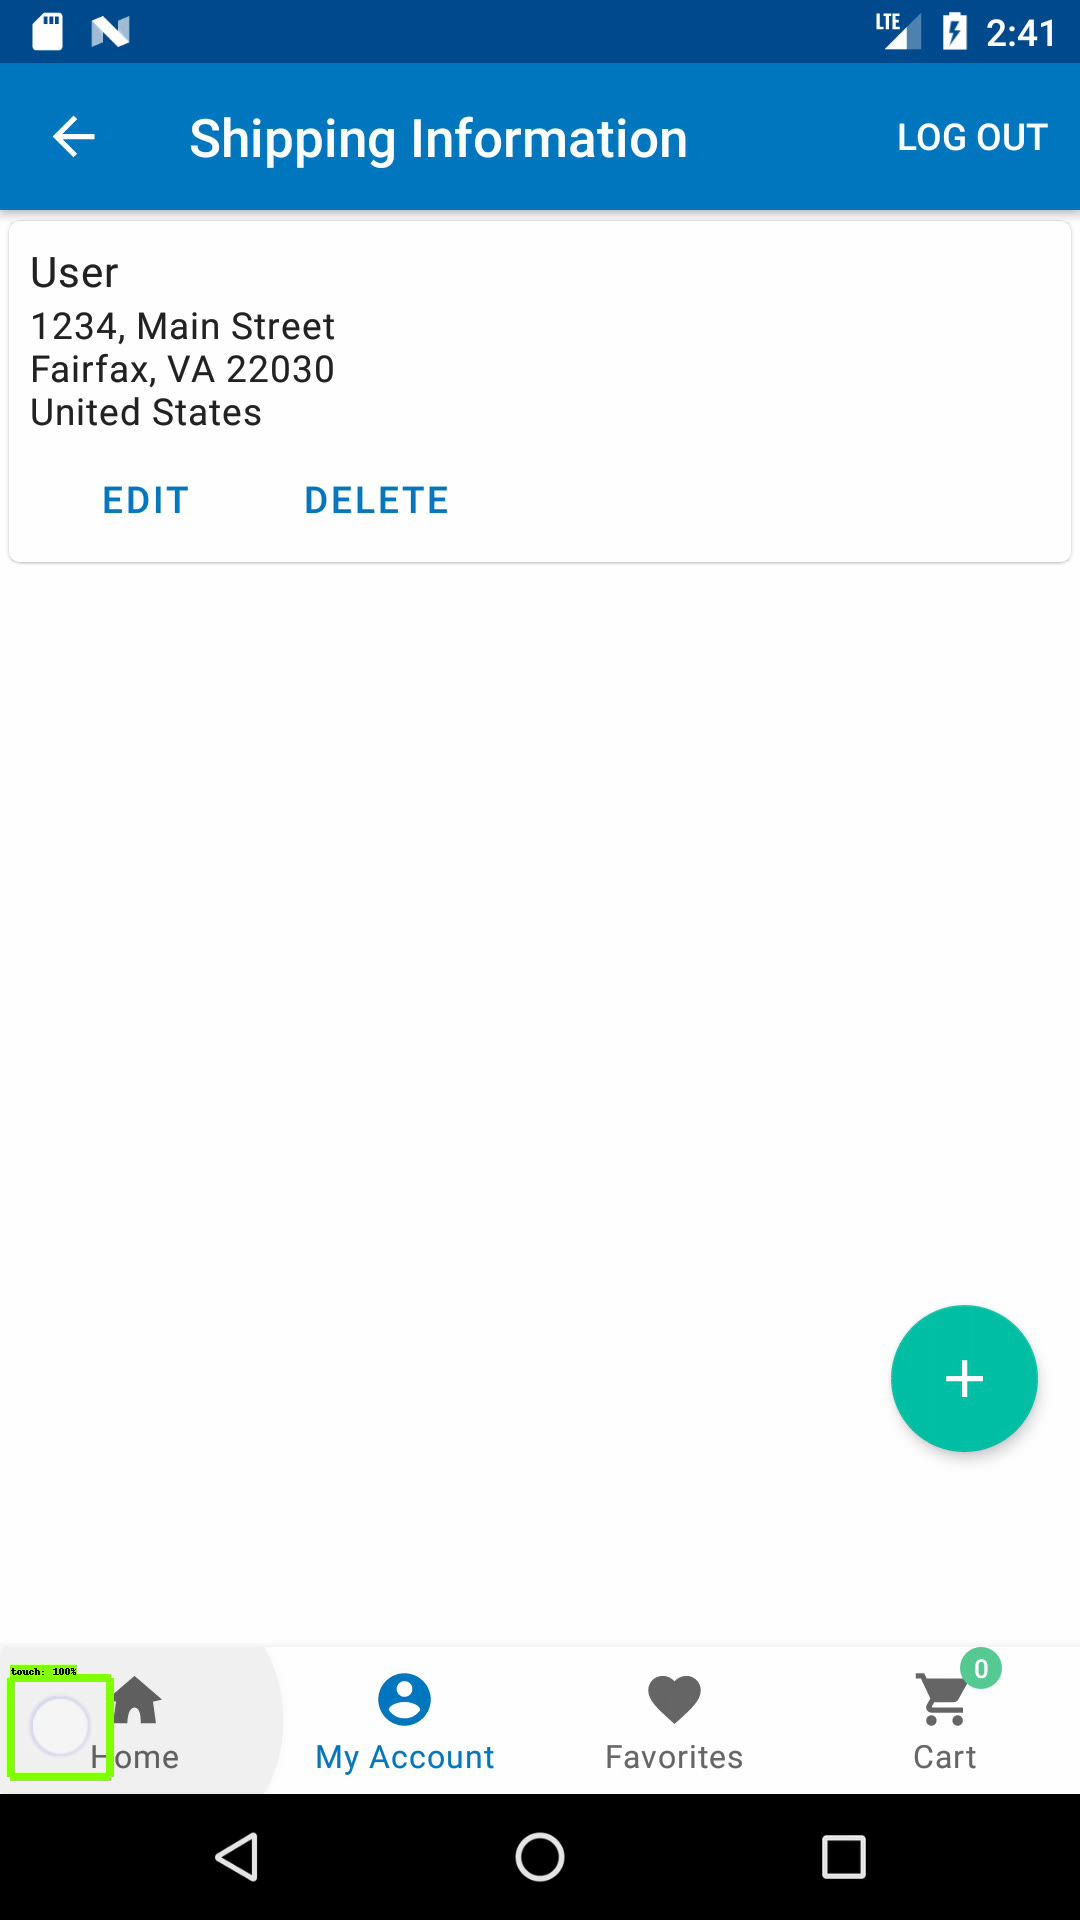 LTE 2:41
Shipping Information LOG OUT
User
1234, Main Street
Fairfax, VA 22030
United States
EDIT DELETE
+
0
touch: 100%
Home My Account Favorites Cart